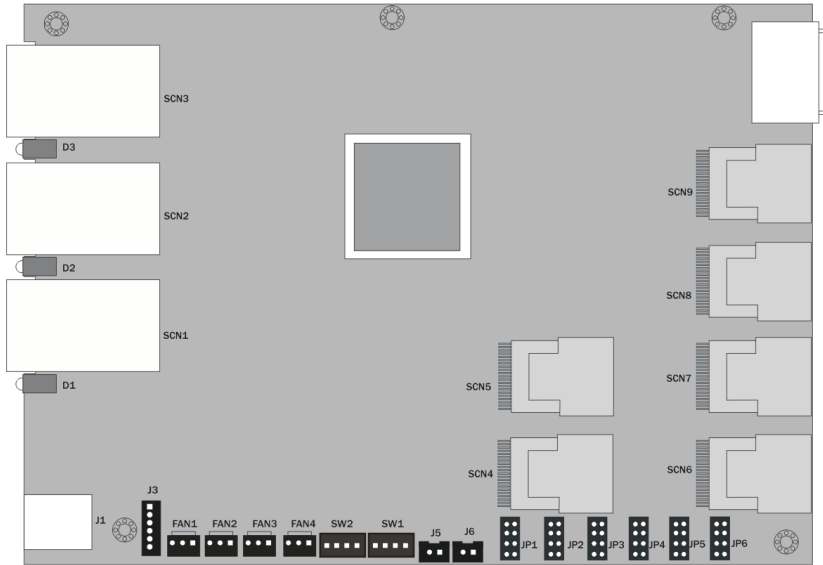 SCN3
D3
SCN9
SCN2
D2
SCN8
SCN1
SCN7
SCN5
D1
SCN4
SCN6
J3
J1
FAN1
FAN2
FAN3
FAN4
SW2
SW1
J5
J6
JP1
JP2
JP3
JP4
JP5
JP6